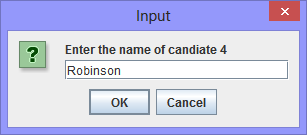 Input
Enter the name of candiate 4
Robinson
OK Cancel